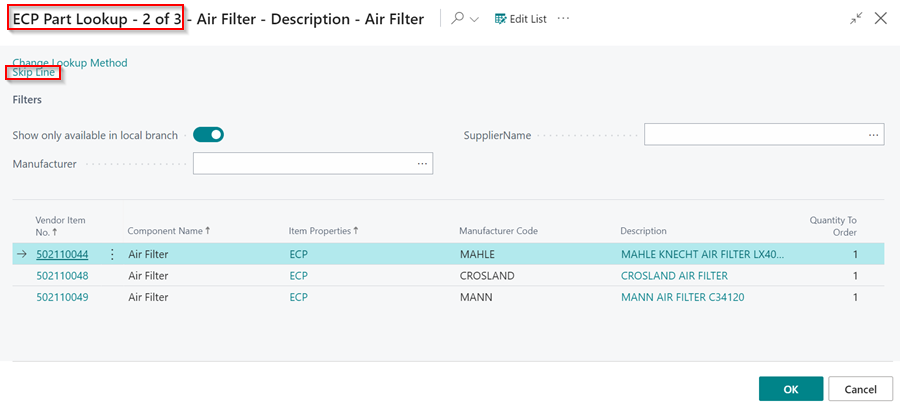 ECP Part Lookup - 2 of 3 - Air Filter - Description - Air Filter
Edit List
Change Lookup Method
Skip Line
Filters
Show only available in local branch
SupplierName
Manufacturer
Vendor Item No. ↑ Component Name ↑ Item Properties ↑ Manufacturer Code Description Quantity To Order
502110044 Air Filter ECP MAHLE MAHLE KNECHT AIR FILTER LX40... 1
502110048 Air Filter ECP CROSLAND CROSLAND AIR FILTER 1
502110049 Air Filter ECP MANN MANN AIR FILTER C34120 1
OK Cancel